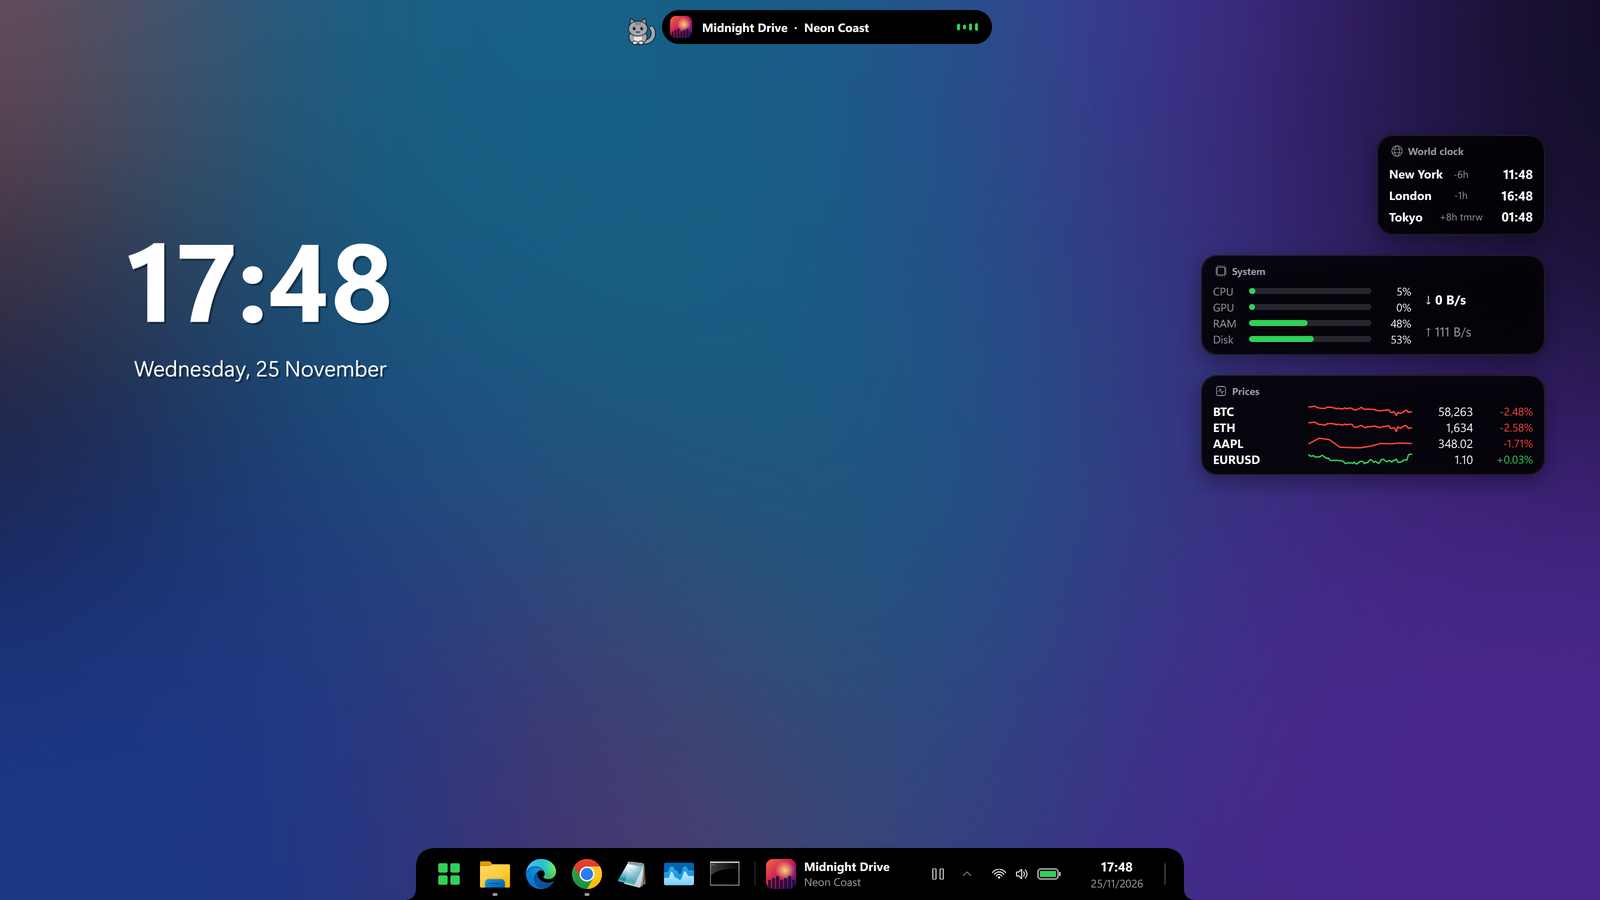 Midnight Drive · Neon Coast
17:48
Wednesday, 25 November
World clock
New York -6h 11:48
London -1h 16:48
Tokyo +8h tmrw 01:48
System
CPU 5%
GPU 0%
RAM 48%
Disk 53%
↓ 0 B/s
↑ 111 B/s
Prices
BTC 58,263 -2.48%
ETH 1,634 -2.58%
AAPL 348.02 -1.71%
EURUSD 1.10 +0.03%
Midnight Drive
Neon Coast
17:48
25/11/2026